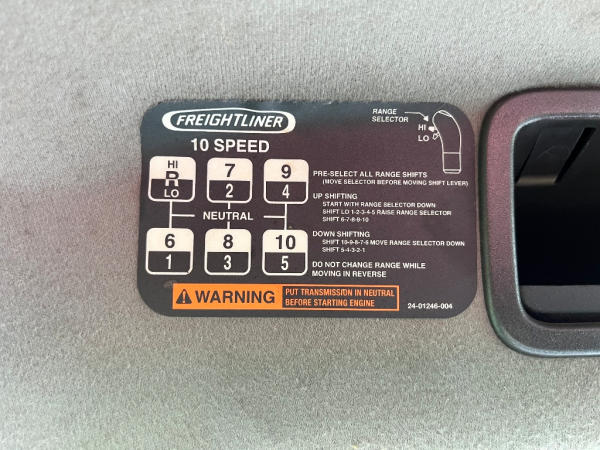 FREIGHTLINER
10 SPEED
RANGE
SELECTOR
HI
LO
HI
R
LO
7
2
9
4
NEUTRAL
6
1
8
3
10
5
PRE-SELECT ALL RANGE SHIFTS
(MOVE SELECTOR BEFORE MOVING SHIFT LEVER)
UP SHIFTING
START WITH RANGE SELECTOR DOWN
SHIFT LO 1-2-3-4-5 RAISE RANGE SELECTOR
SHIFT 6-7-8-9-10
DOWN SHIFTING
SHIFT 10-9-8-7-6 MOVE RANGE SELECTOR DOWN
SHIFT 5-4-3-2-1
DO NOT CHANGE RANGE WHILE
MOVING IN REVERSE
WARNING
PUT TRANSMISSION IN NEUTRAL
BEFORE STARTING ENGINE
24-01246-004